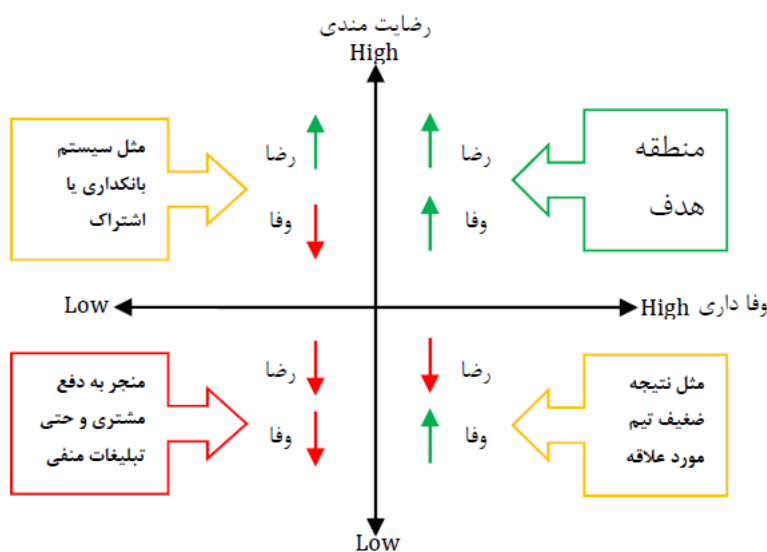 رضایت مندی
High
مثل سیستم
بانکداری یا
اشتراک
رضا
وفا
رضا
وفا
منطقه
هدف
Low
High
وفا داری
منجر به دفع
مشتری و حتی
تبلیغات منفی
رضا
وفا
رضا
وفا
مثل نتیجه
ضغیف تیم
مورد علاقه
Low